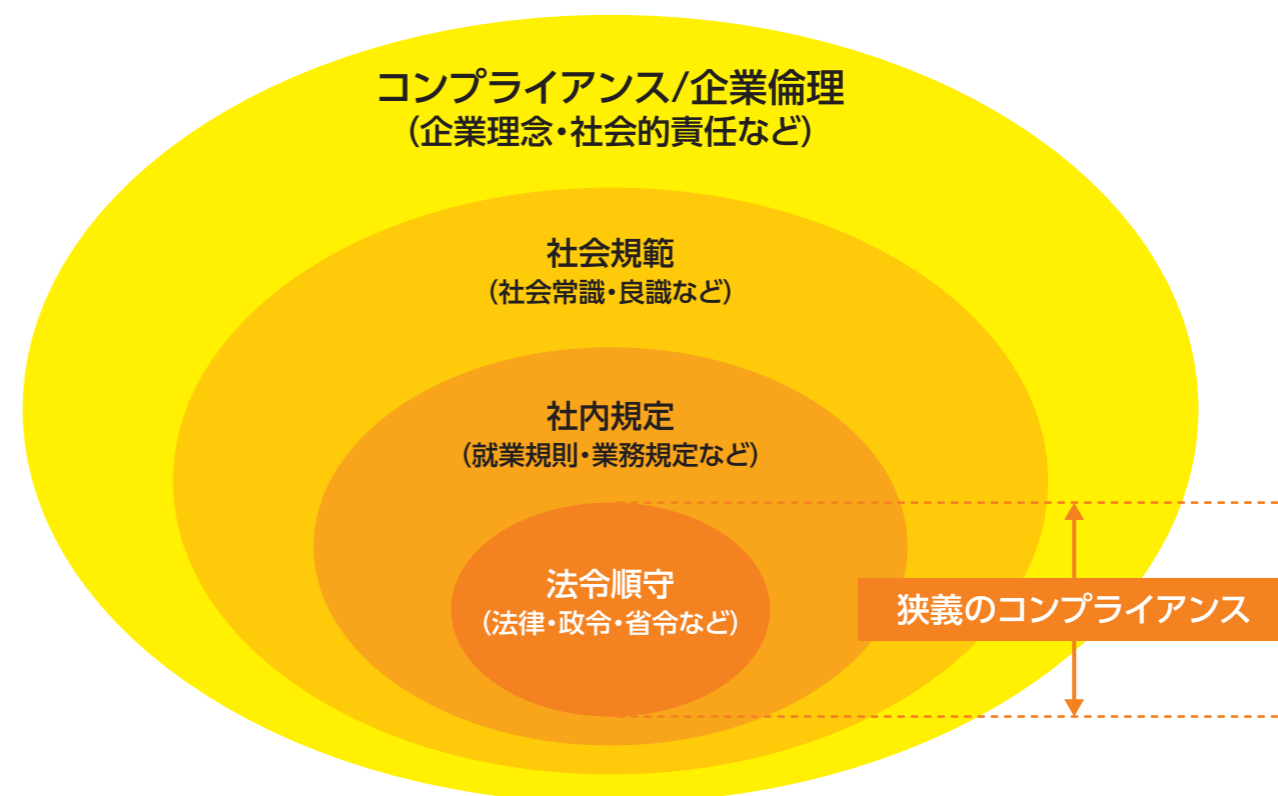 コンプライアンス/企業倫理
(企業理念・社会的責任など)
社会規範
(社会常識・良識など)
社内規定
(就業規則・業務規定など)
法令順守
(法律・政令・省令など)
狭義のコンプライアンス